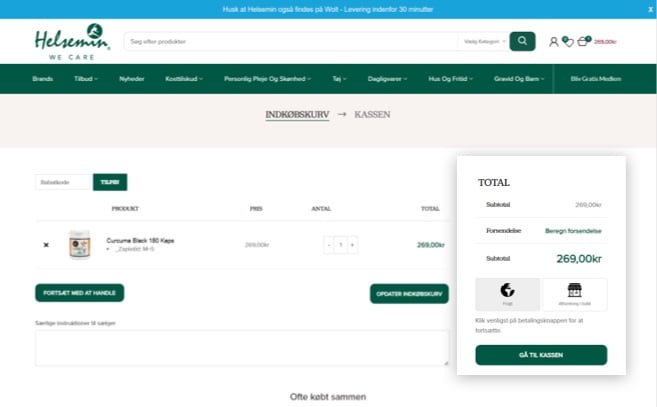 Husk at Helsemin også findes på Wolt - Levering indenfor 30 minutter
X
Helsemin
WE CARE
Søg efter produkter
Vælg Kategori
0
0
269,00kr
Brands
Tilbud
Nyheder
Kosttilskud
Personlig Pleje Og Skønhed
Tøj
Dagligvarer
Hus Og Fritid
Gravid Og Barn
Bliv Gratis Medlem
INDKØBSKURV → KASSEN
Rabatkode
TILFØJ
PRODUKT
PRIS
ANTAL
TOTAL
×
Curcuma Black 180 Kaps
269,00kr
- 1 +
269,00kr
FORTSÆT MED AT HANDLE
OPDATER INDKØBSKURV
Særlige instruktioner til sælger
TOTAL
Subtotal
269,00kr
Forsendelse
Beregn forsendelse
Subtotal
269,00kr
Fragt
Afhentning i butik
Klik venligst på betalingsknappen for at
fortsætte.
GÅ TIL KASSEN
Ofte købt sammen